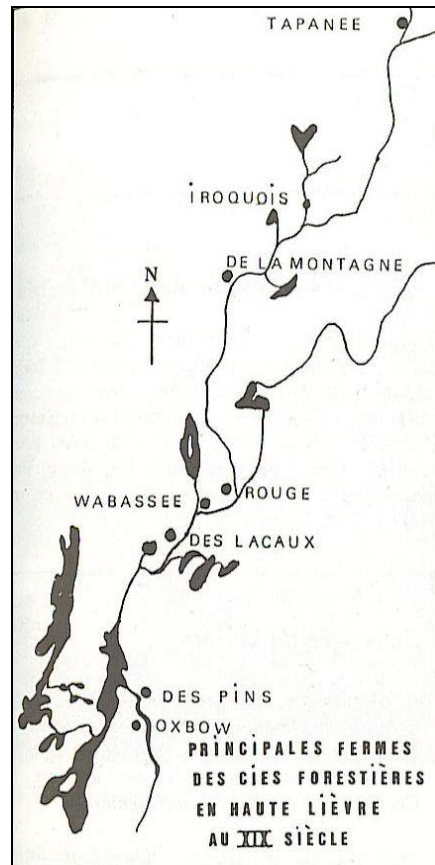 TAPANEE
iROQUOiS
DE LA MONTAGNE
N
ROUGE
WABASSEE
DES LACAUX
DES PiNS
OXBOW
PRiNCiPALES FERMES
DES CiES FORESTiÈRES
EN HAUTE LiÈVRE
AU XIX SiÈCLE